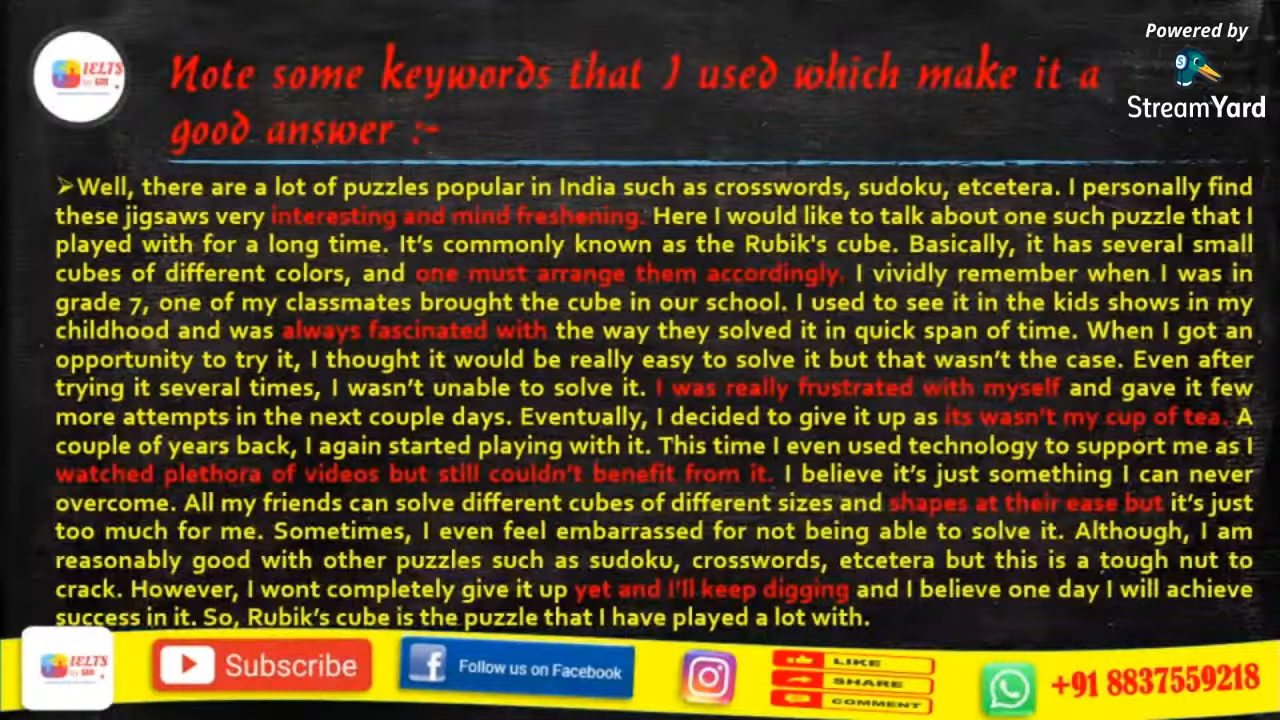 Powered by
StreamYard
IELTS
Note some keywords that I used which make it a
good answer :-
➢Well, there are a lot of puzzles popular in India such as crosswords, sudoku, etcetera. I personally find
these jigsaws very interesting and mind freshening. Here I would like to talk about one such puzzle that I
played with for a long time. It’s commonly known as the Rubik's cube. Basically, it has several small
cubes of different colors, and one must arrange them accordingly. I vividly remember when I was in
grade 7, one of my classmates brought the cube in our school. I used to see it in the kids shows in my
childhood and was always fascinated with the way they solved it in quick span of time. When I got an
opportunity to try it, I thought it would be really easy to solve it but that wasn’t the case. Even after
trying it several times, I wasn’t unable to solve it. I was really frustrated with myself and gave it few
more attempts in the next couple days. Eventually, I decided to give it up as its wasn’t my cup of tea. A
couple of years back, I again started playing with it. This time I even used technology to support me as I
watched plethora of videos but still couldn’t benefit from it. I believe it’s just something I can never
overcome. All my friends can solve different cubes of different sizes and shapes at their ease but it’s just
too much for me. Sometimes, I even feel embarrassed for not being able to solve it. Although, I am
reasonably good with other puzzles such as sudoku, crosswords, etcetera but this is a tough nut to
crack. However, I wont completely give it up yet and I’ll keep digging and I believe one day I will achieve
success in it. So, Rubik’s cube is the puzzle that I have played a lot with.
IELTS
Subscribe
Follow us on Facebook
LIKE
SHARE
COMMENT
+91 8837559218